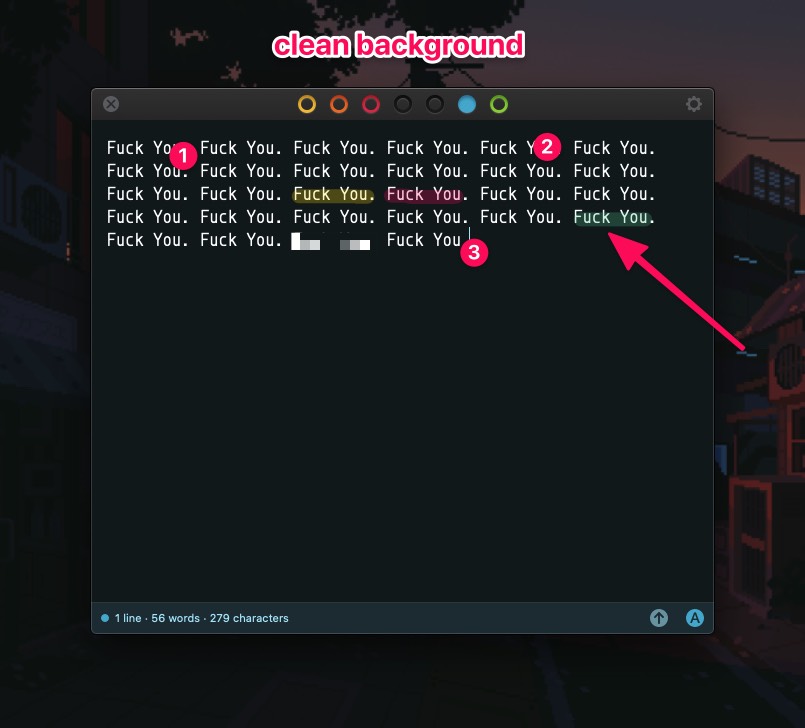 clean background
Fuck You. Fuck You. Fuck You. Fuck You. Fuck You. Fuck You.
1
2
Fuck You. Fuck You. Fuck You. Fuck You. Fuck You. Fuck You.
Fuck You. Fuck You. Fuck You. Fuck You. Fuck You. Fuck You.
Fuck You. Fuck You. Fuck You. Fuck You. Fuck You. Fuck You.
Fuck You. Fuck You. Fuck You.
3
1 line · 56 words · 279 characters
A